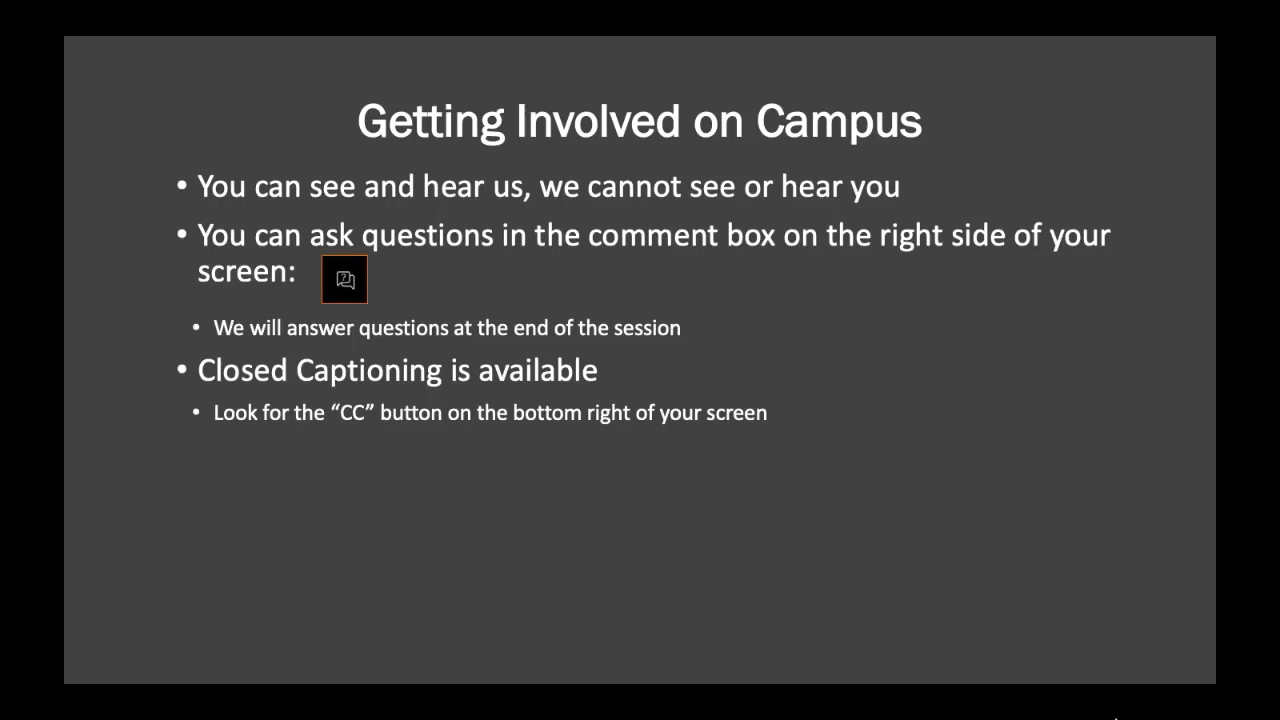 Getting Involved on Campus
• You can see and hear us, we cannot see or hear you
• You can ask questions in the comment box on the right side of your
screen:
• We will answer questions at the end of the session
• Closed Captioning is available
• Look for the “CC” button on the bottom right of your screen